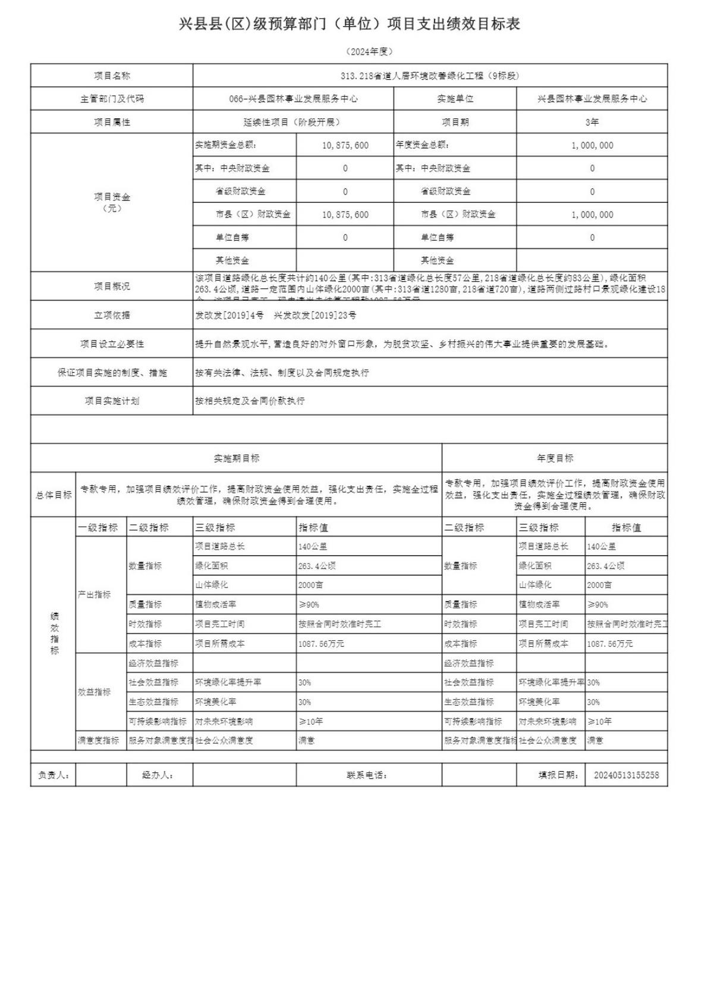 兴县县(区)级预算部门（单位）项目支出绩效目标表
（2024年度）
项目名称 313.218省道人居环境改善绿化工程（9标段）
主管部门及代码 066-兴县园林事业发展服务中心 实施单位 兴县园林事业发展服务中心
项目属性 延续性项目（阶段开展） 项目期 3年
项目资金
（元）
实施期资金总额： 10,875,600 年度资金总额： 1,000,000
其中：中央财政资金 0 其中：中央财政资金 0
省级财政资金 0 省级财政资金 0
市县（区）财政资金 10,875,600 市县（区）财政资金 1,000,000
单位自筹 0 单位自筹 0
其他资金 其他资金
项目概况
该项目道路绿化总长度共计约140公里(其中:313省道绿化总长度57公里,218省道绿化总长度约83公里),绿化面积
263.4公顷,道路一定范围内山体绿化2000亩(其中:313省道1280亩,218省道720亩),道路两侧过路村口景观绿化建设18
立项依据 发改发[2019]4号 兴发改发[2019]23号
项目设立必要性 提升自然景观水平,营造良好的对外窗口形象，为脱贫攻坚、乡村振兴的伟大事业提供重要的发展基础。
保证项目实施的制度、措施 按有关法律、法规、制度以及合同规定执行
项目实施计划 按相关规定及合同价款执行
实施期目标 年度目标
总体目标
专款专用，加强项目绩效评价工作，提高财政资金使用效益，强化支出责任，实施全过程
绩效管理，确保财政资金得到合理使用。
专款专用，加强项目绩效评价工作，提高财政资金使用
效益，强化支出责任，实施全过程绩效管理，确保财政
资金得到合理使用。
绩效指标
一级指标 二级指标 三级指标 指标值 二级指标 三级指标 指标值
产出指标
数量指标 项目道路总长 140公里 数量指标 项目道路总长 140公里
绿化面积 263.4公顷 绿化面积 263.4公顷
山体绿化 2000亩 山体绿化 2000亩
质量指标 植物成活率 ≥90% 质量指标 植物成活率 ≥90%
时效指标 项目完工时间 按照合同时效准时完工 时效指标 项目完工时间 按照合同时效准时完工
成本指标 项目所需成本 1087.56万元 成本指标 项目所需成本 1087.56万元
效益指标
经济效益指标 经济效益指标
社会效益指标 环境绿化率提升率 30% 社会效益指标 环境绿化率提升率 30%
生态效益指标 环境美化率 30% 生态效益指标 环境美化率 30%
可持续影响指标 对未来环境影响 ≥10年 可持续影响指标 对未来环境影响 ≥10年
满意度指标 服务对象满意度指 社会公众满意度 满意 服务对象满意度指标 社会公众满意度 满意
负责人： 经办人： 联系电话： 填报日期： 20240513155258